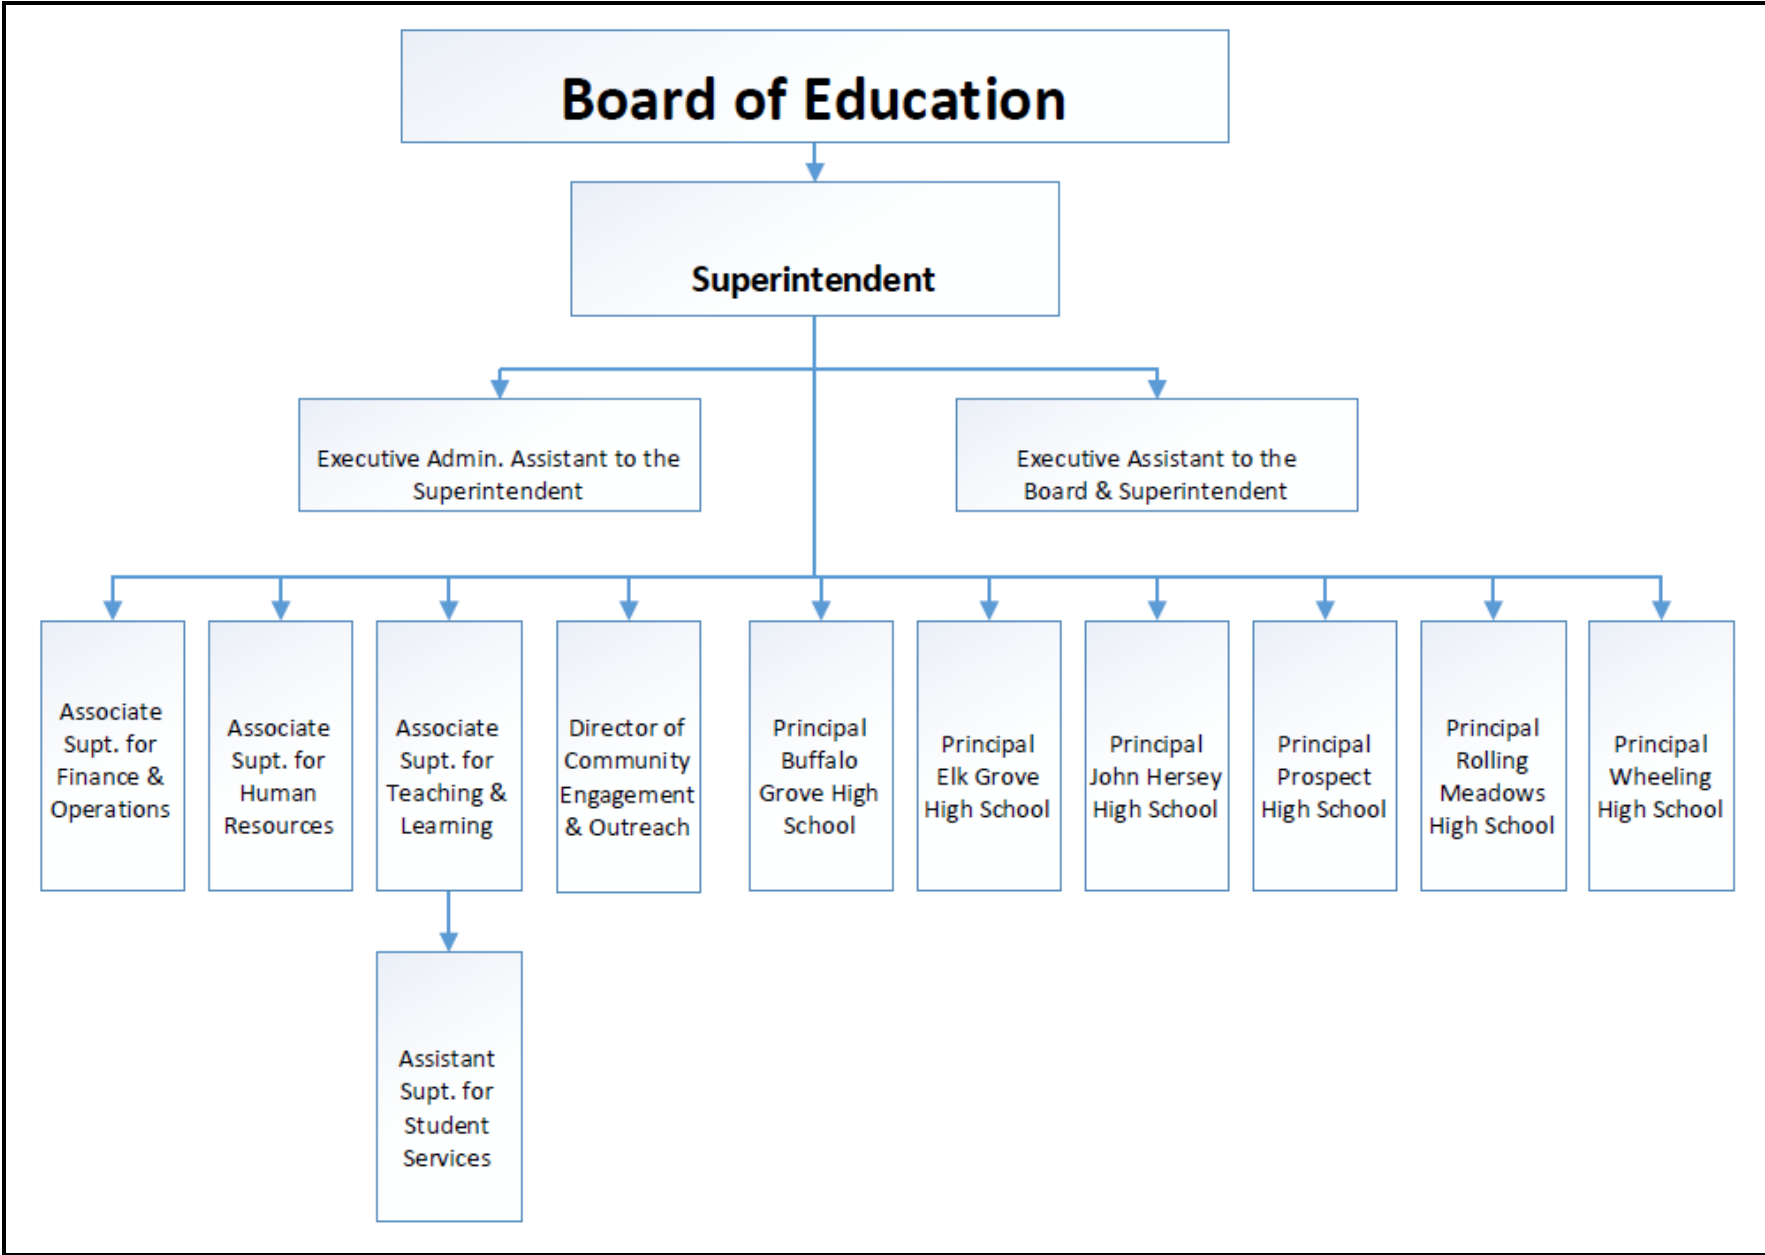 Board of Education
Superintendent
Executive Admin. Assistant to the
Superintendent
Executive Assistant to the
Board & Superintendent
Associate
Supt. for
Finance &
Operations
Associate
Supt. for
Human
Resources
Associate
Supt. for
Teaching &
Learning
Director of
Community
Engagement
& Outreach
Principal
Buffalo
Grove High
School
Principal
Elk Grove
High School
Principal
John Hersey
High School
Principal
Prospect
High School
Principal
Rolling
Meadows
High School
Principal
Wheeling
High School
Assistant
Supt. for
Student
Services